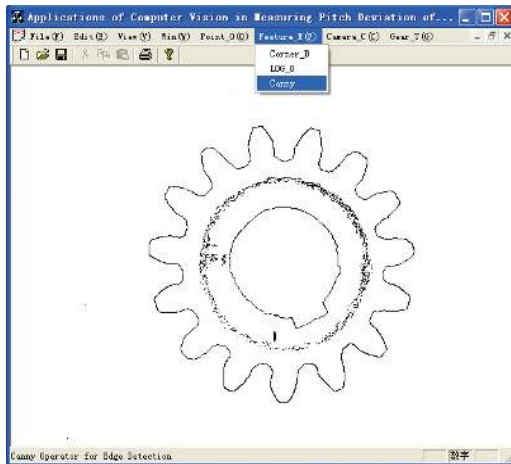 Applications of Computer Vision in Measuring Pitch Deviation of...
File(F) Edit(E) View(V) Min(Y) Point_O(O) Feature_E(F) Camera_C(C) Gear_T(G)
Corner_D
LOG_O
Canny
Canny Operator for Edge Detection
数字